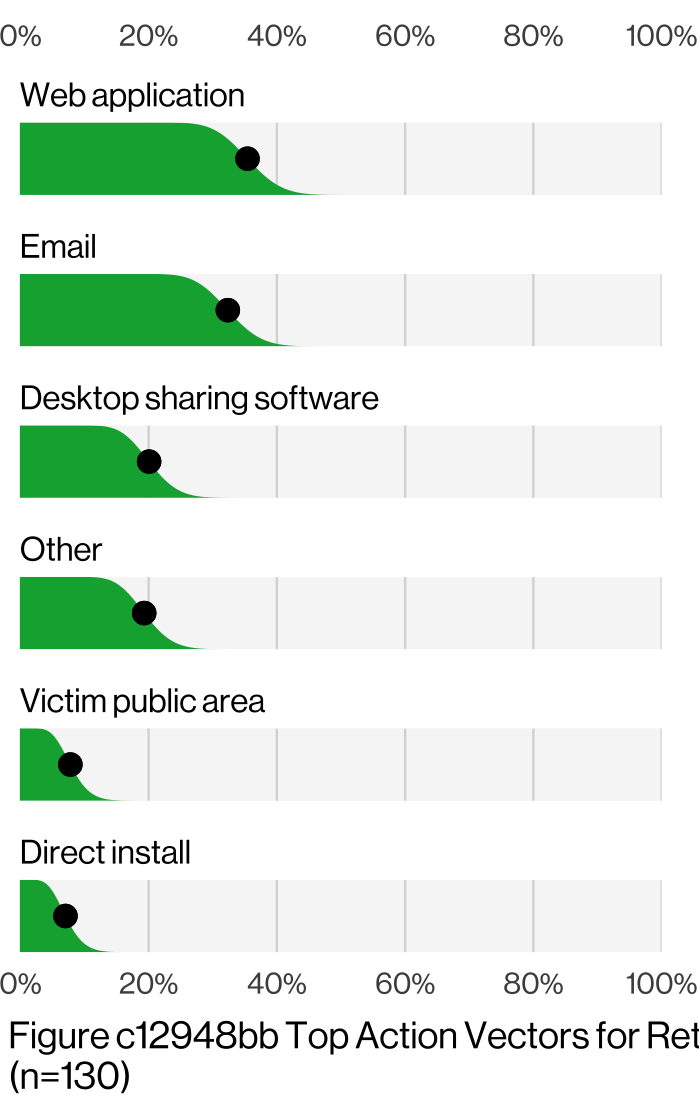 0% 20% 40% 60% 80% 100%
Web application
Email
Desktop sharing software
Other
Victim public area
Direct install
0% 20% 40% 60% 80% 100%
Figure c12948bb Top Action Vectors for Ret
(n=130)